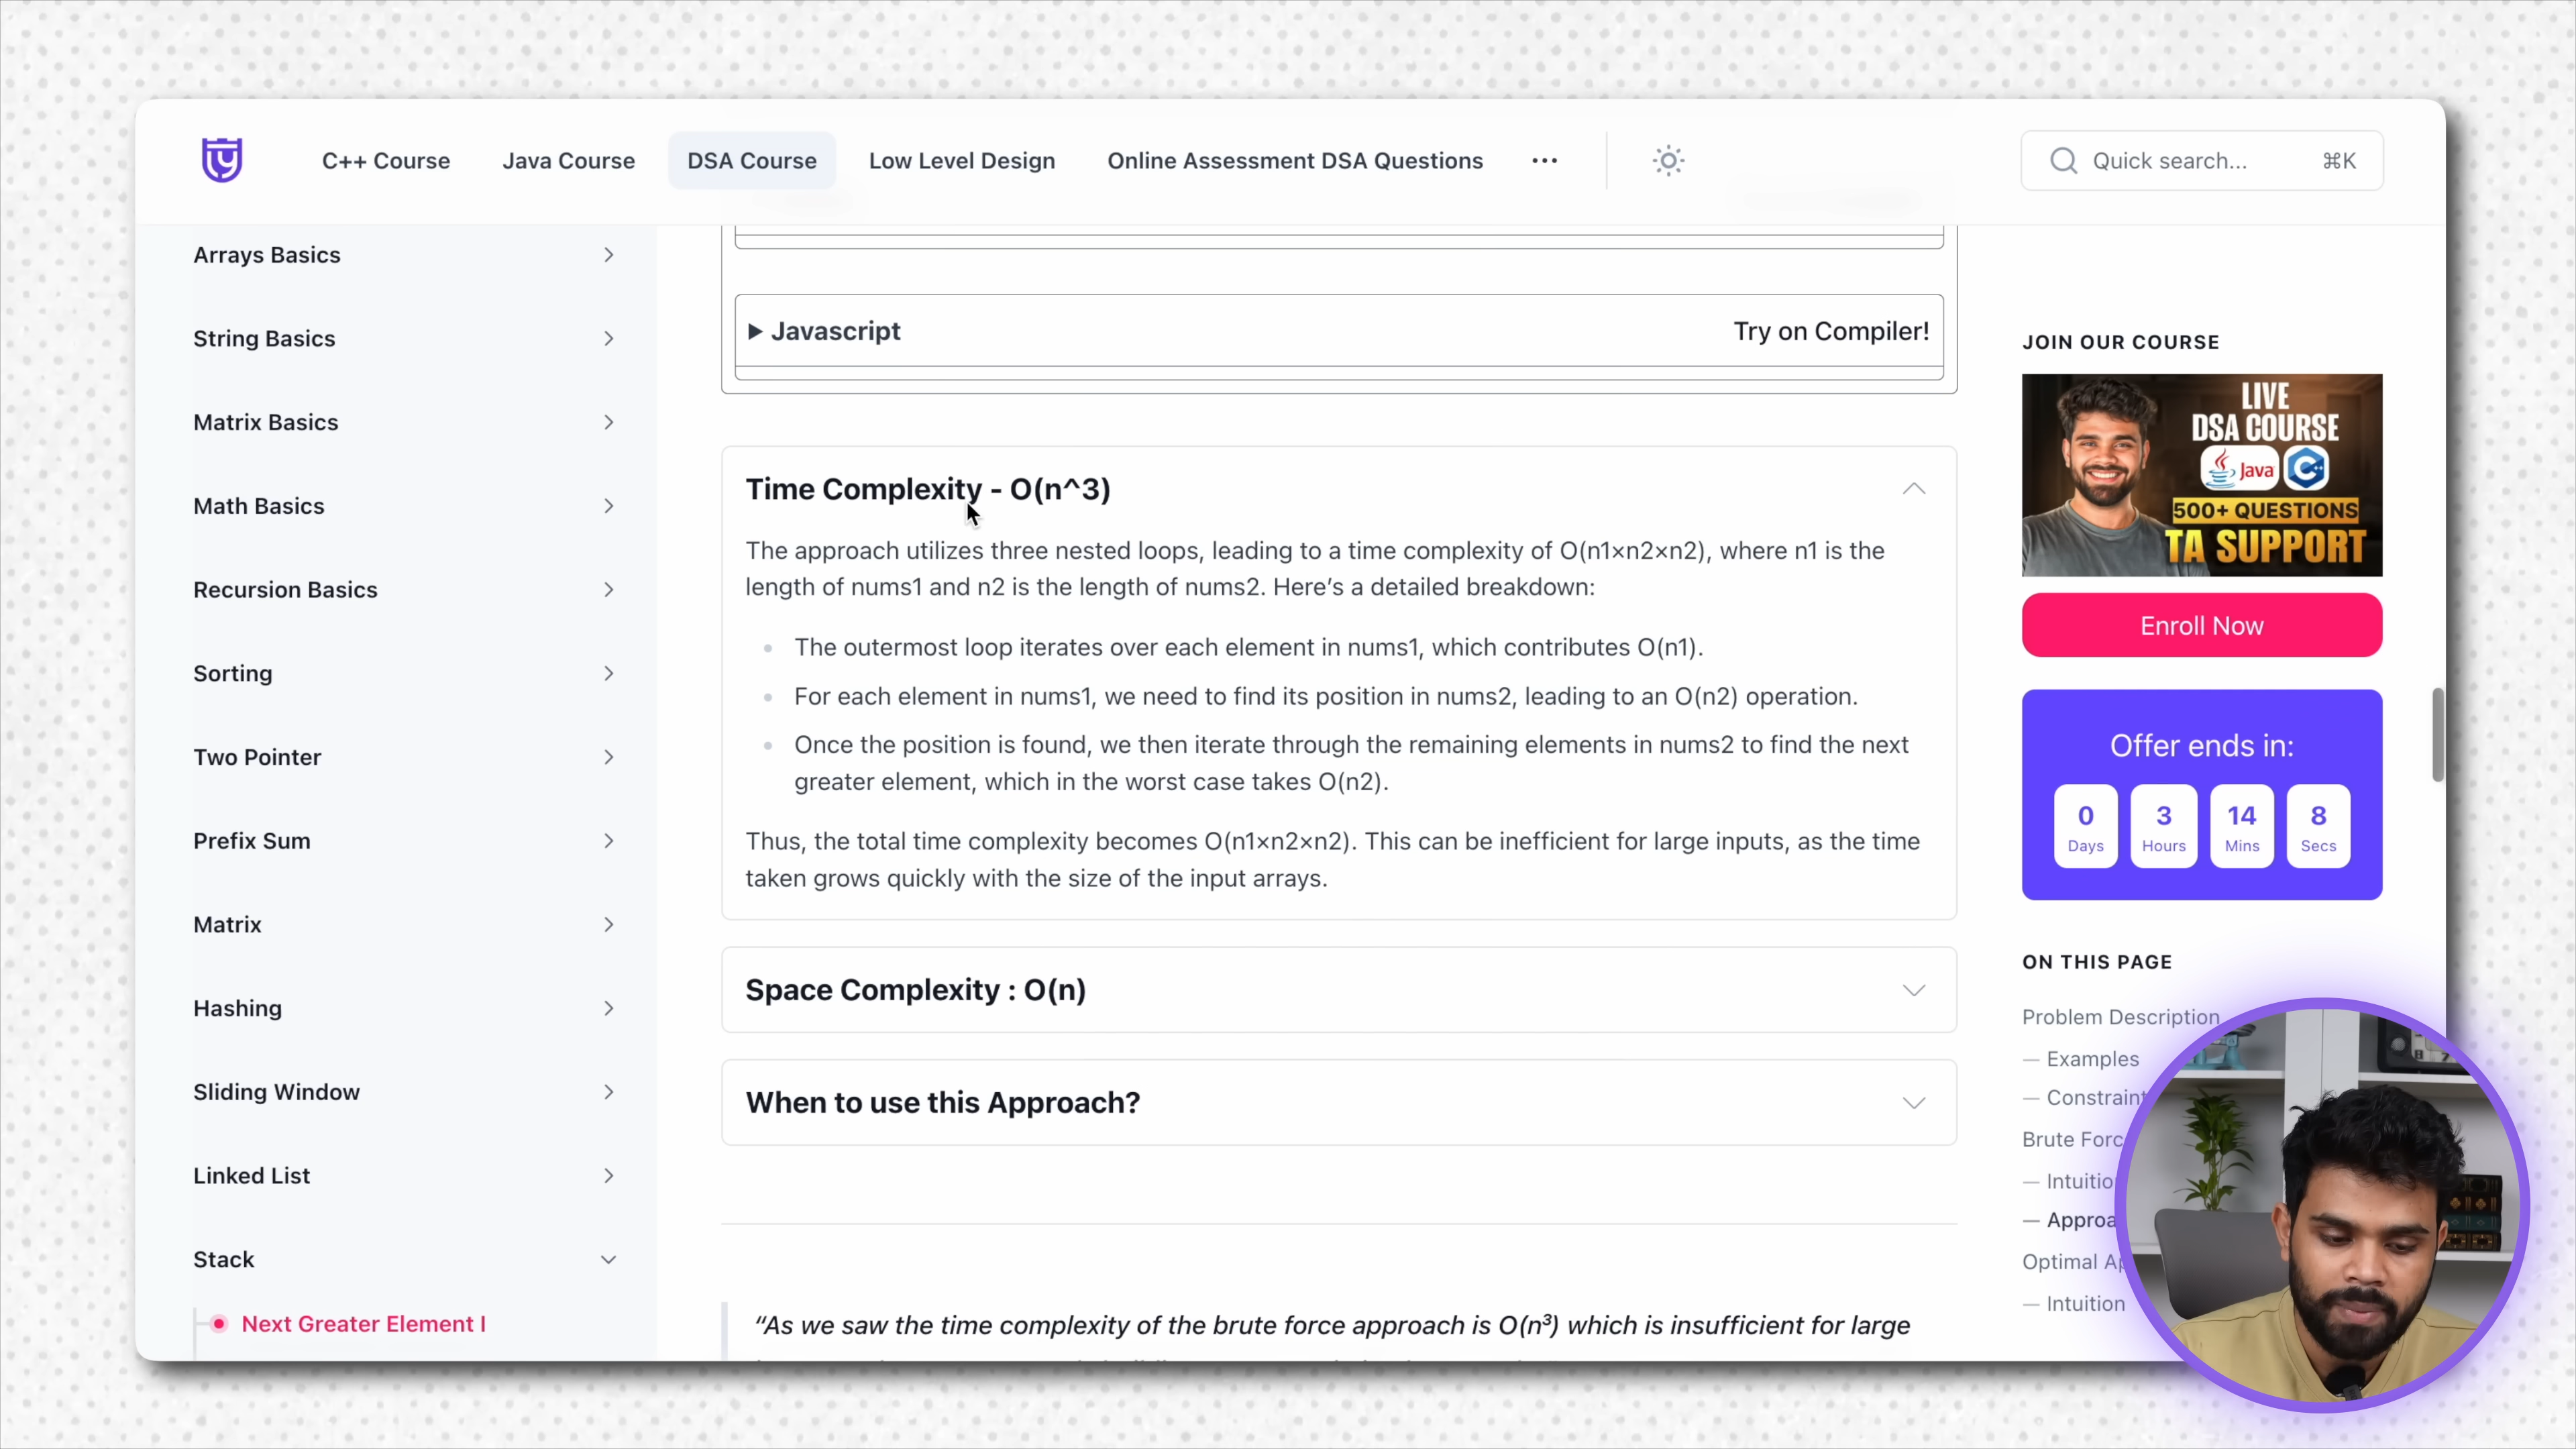 C++ Course
Java Course
DSA Course
Low Level Design
Online Assessment DSA Questions
Quick search...
⌘K
Arrays Basics
String Basics
Matrix Basics
Math Basics
Recursion Basics
Sorting
Two Pointer
Prefix Sum
Matrix
Hashing
Sliding Window
Linked List
Stack
Next Greater Element I
Javascript
Try on Compiler!
Time Complexity - O(n^3)
The approach utilizes three nested loops, leading to a time complexity of O(n1×n2×n2), where n1 is the
length of nums1 and n2 is the length of nums2. Here’s a detailed breakdown:
The outermost loop iterates over each element in nums1, which contributes O(n1).
For each element in nums1, we need to find its position in nums2, leading to an O(n2) operation.
Once the position is found, we then iterate through the remaining elements in nums2 to find the next
greater element, which in the worst case takes O(n2).
Thus, the total time complexity becomes O(n1×n2×n2). This can be inefficient for large inputs, as the time
taken grows quickly with the size of the input arrays.
Space Complexity : O(n)
When to use this Approach?
“As we saw the time complexity of the brute force approach is O(n³) which is insufficient for large
JOIN OUR COURSE
LIVE
DSA COURSE
Java C++
500+ QUESTIONS
TA SUPPORT
Enroll Now
Offer ends in:
0 3 14 8
Days Hours Mins Secs
ON THIS PAGE
Problem Description
— Examples
— Constraint
Brute Forc
— Intuitio
— Approa
Optimal Ap
— Intuition